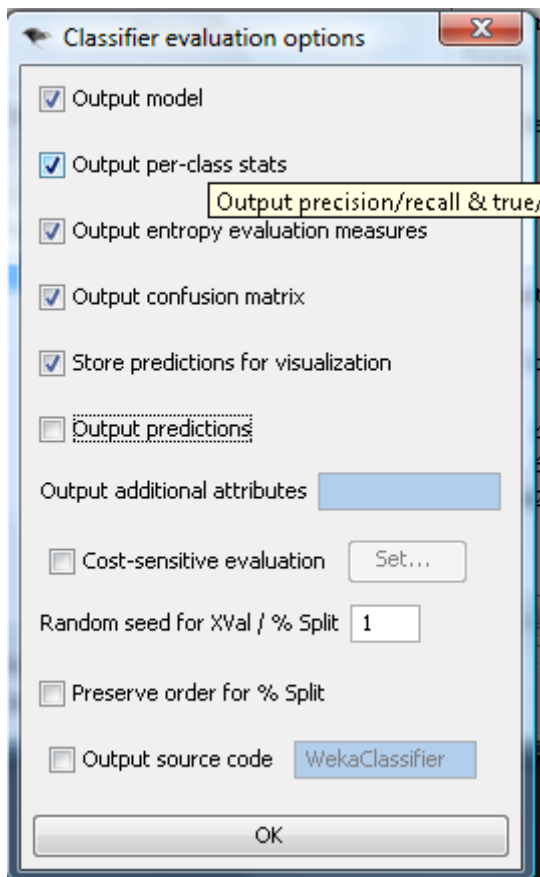 Classifier evaluation options
Output model
Output per-class stats
Output precision/recall & true/
Output entropy evaluation measures
Output confusion matrix
Store predictions for visualization
Output predictions
Output additional attributes
Cost-sensitive evaluation Set...
Random seed for XVal / % Split 1
Preserve order for % Split
Output source code WekaClassifier
OK